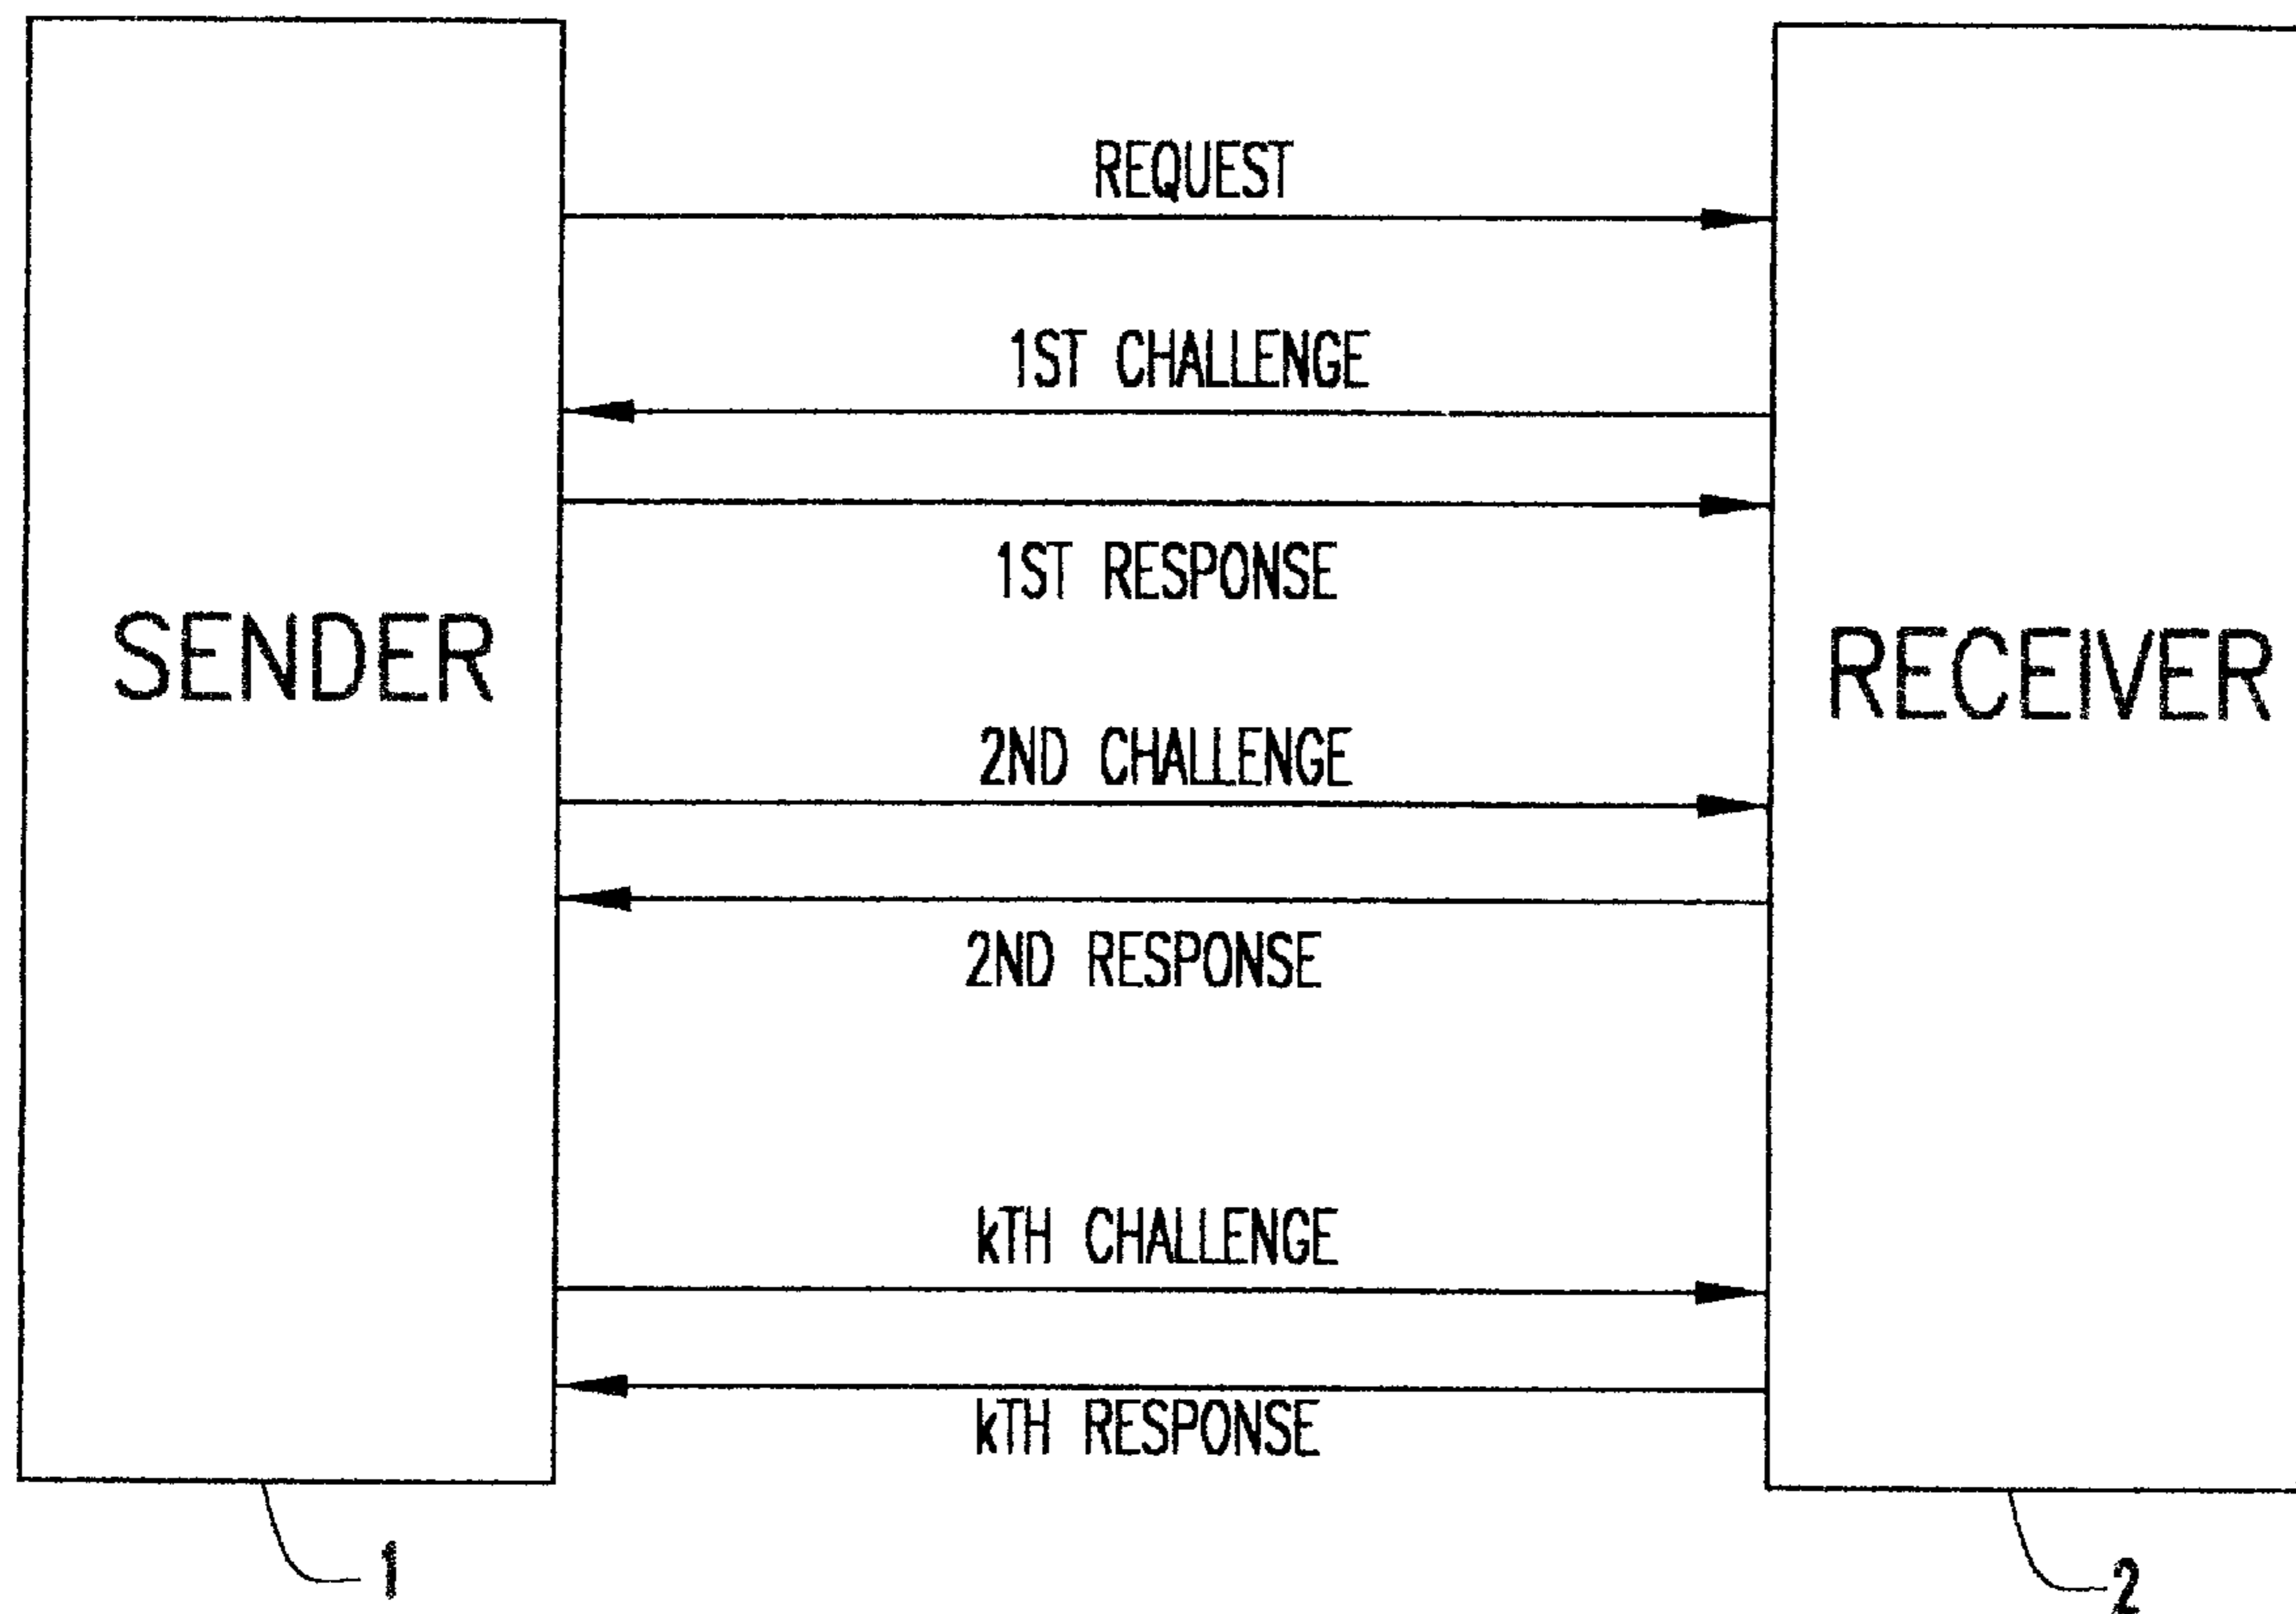 REQUEST
1ST CHALLENGE
1ST RESPONSE
SENDER
RECEIVER
2ND CHALLENGE
2ND RESPONSE
kTH CHALLENGE
kTH RESPONSE
1
2